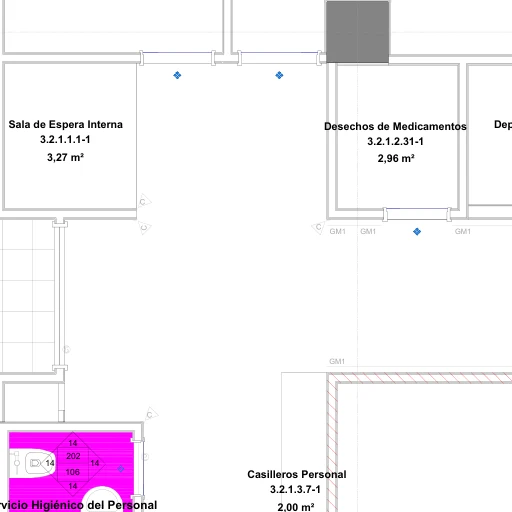 Sala de Espera Interna
3.2.1.1.1-1
3,27 m²
Desechos de Medicamentos
3.2.1.2.31-1
2,96 m²
Dep
C
C
C
GM1
GM1
GM1
GM1
C
C
C
14
202
14
14
106
14
Casilleros Personal
3.2.1.3.7-1
2,00 m²
rvicio Higiénico del Personal